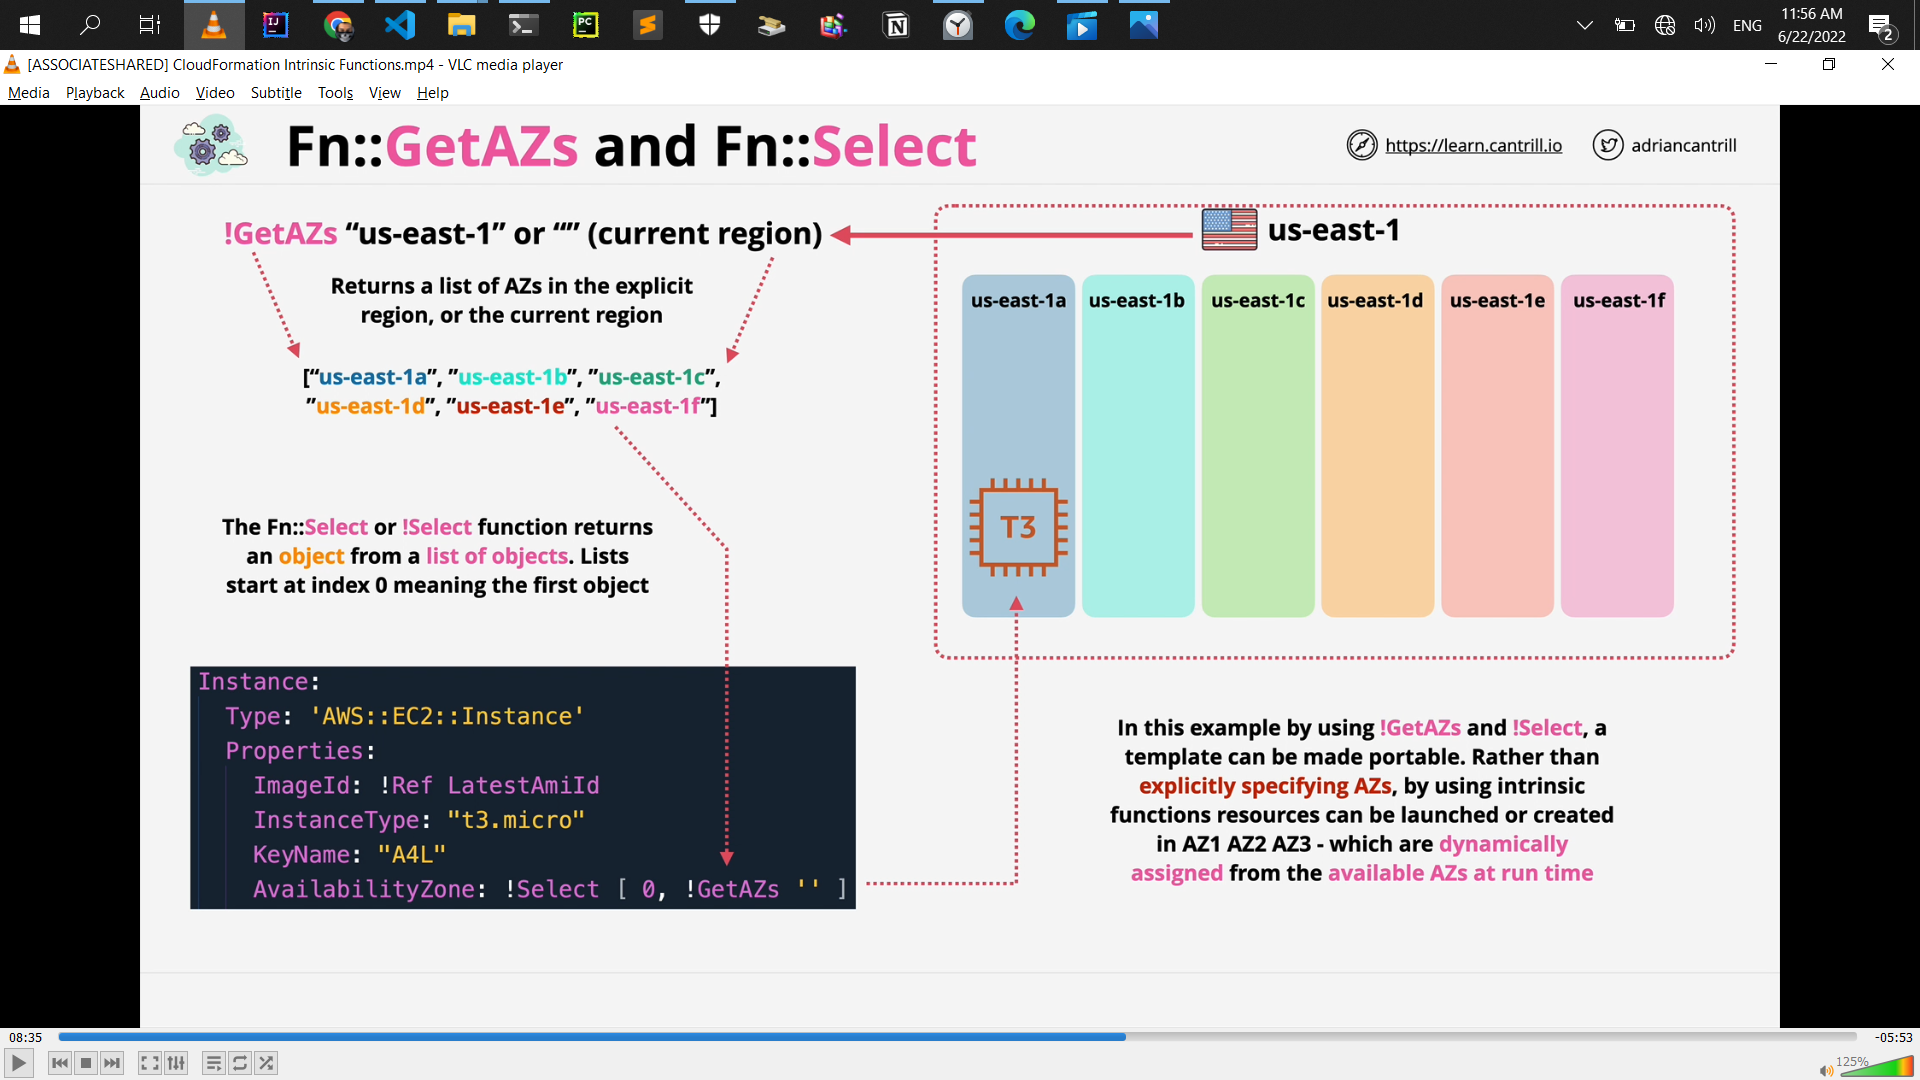 ENG
11:56 AM
6/22/2022
2
[ASSOCIATESHARED] CloudFormation Intrinsic Functions.mp4 - VLC media player
Media Playback Audio Video Subtitle Tools View Help
Fn::GetAZs and Fn::Select
https://learn.cantrill.io
adriancantrill
!GetAZs “us-east-1” or “” (current region)
us-east-1
Returns a list of AZs in the explicit
region, or the current region
us-east-1a us-east-1b us-east-1c us-east-1d us-east-1e us-east-1f
[“us-east-1a”, ”us-east-1b”, ”us-east-1c”,
”us-east-1d”, ”us-east-1e”, ”us-east-1f”]
T3
The Fn::Select or !Select function returns
an object from a list of objects. Lists
start at index 0 meaning the first object
Instance:
Type: 'AWS::EC2::Instance'
Properties:
ImageId: !Ref LatestAmiId
InstanceType: "t3.micro"
KeyName: "A4L"
AvailabilityZone: !Select [ 0, !GetAZs '' ]
In this example by using !GetAZs and !Select, a
template can be made portable. Rather than
explicitly specifying AZs, by using intrinsic
functions resources can be launched or created
in AZ1 AZ2 AZ3 - which are dynamically
assigned from the available AZs at run time
08:35
-05:53
125%